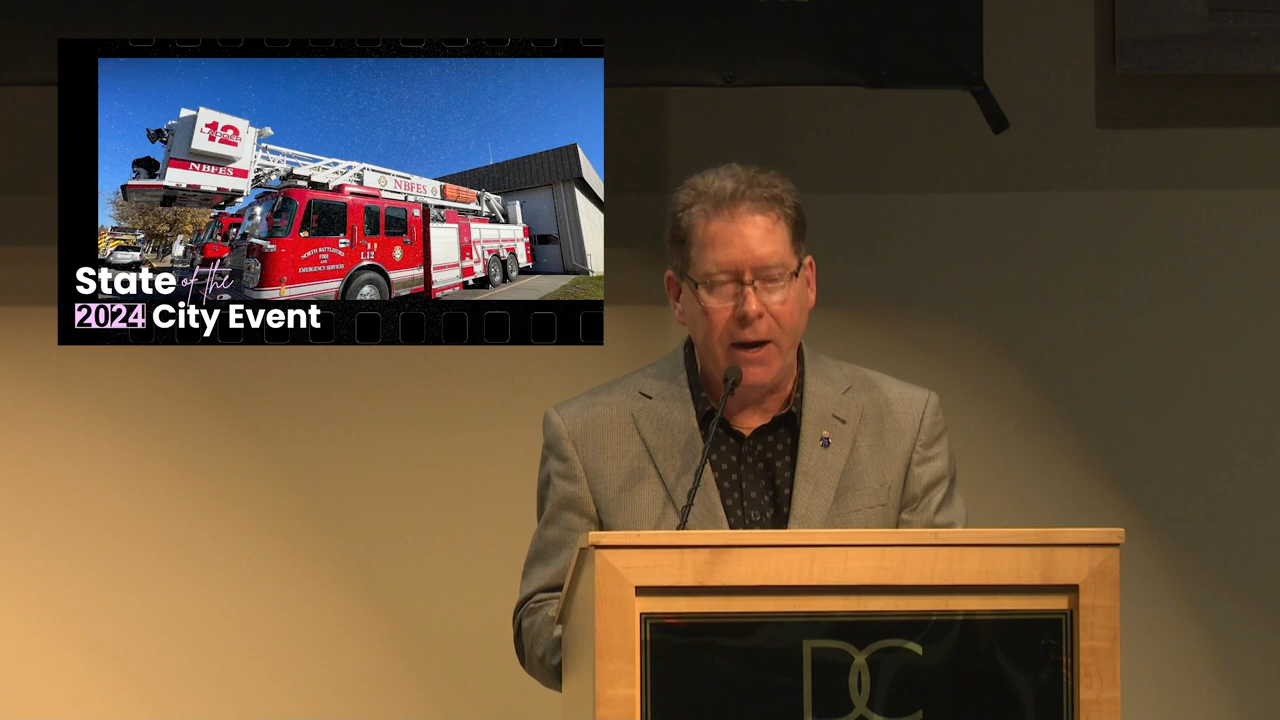 12
LADDER
NBFES
NBFES
NORTH BATTLEFORD
FIRE
AND
EMERGENCY SERVICES
L12
State of the
2024 City Event
DC